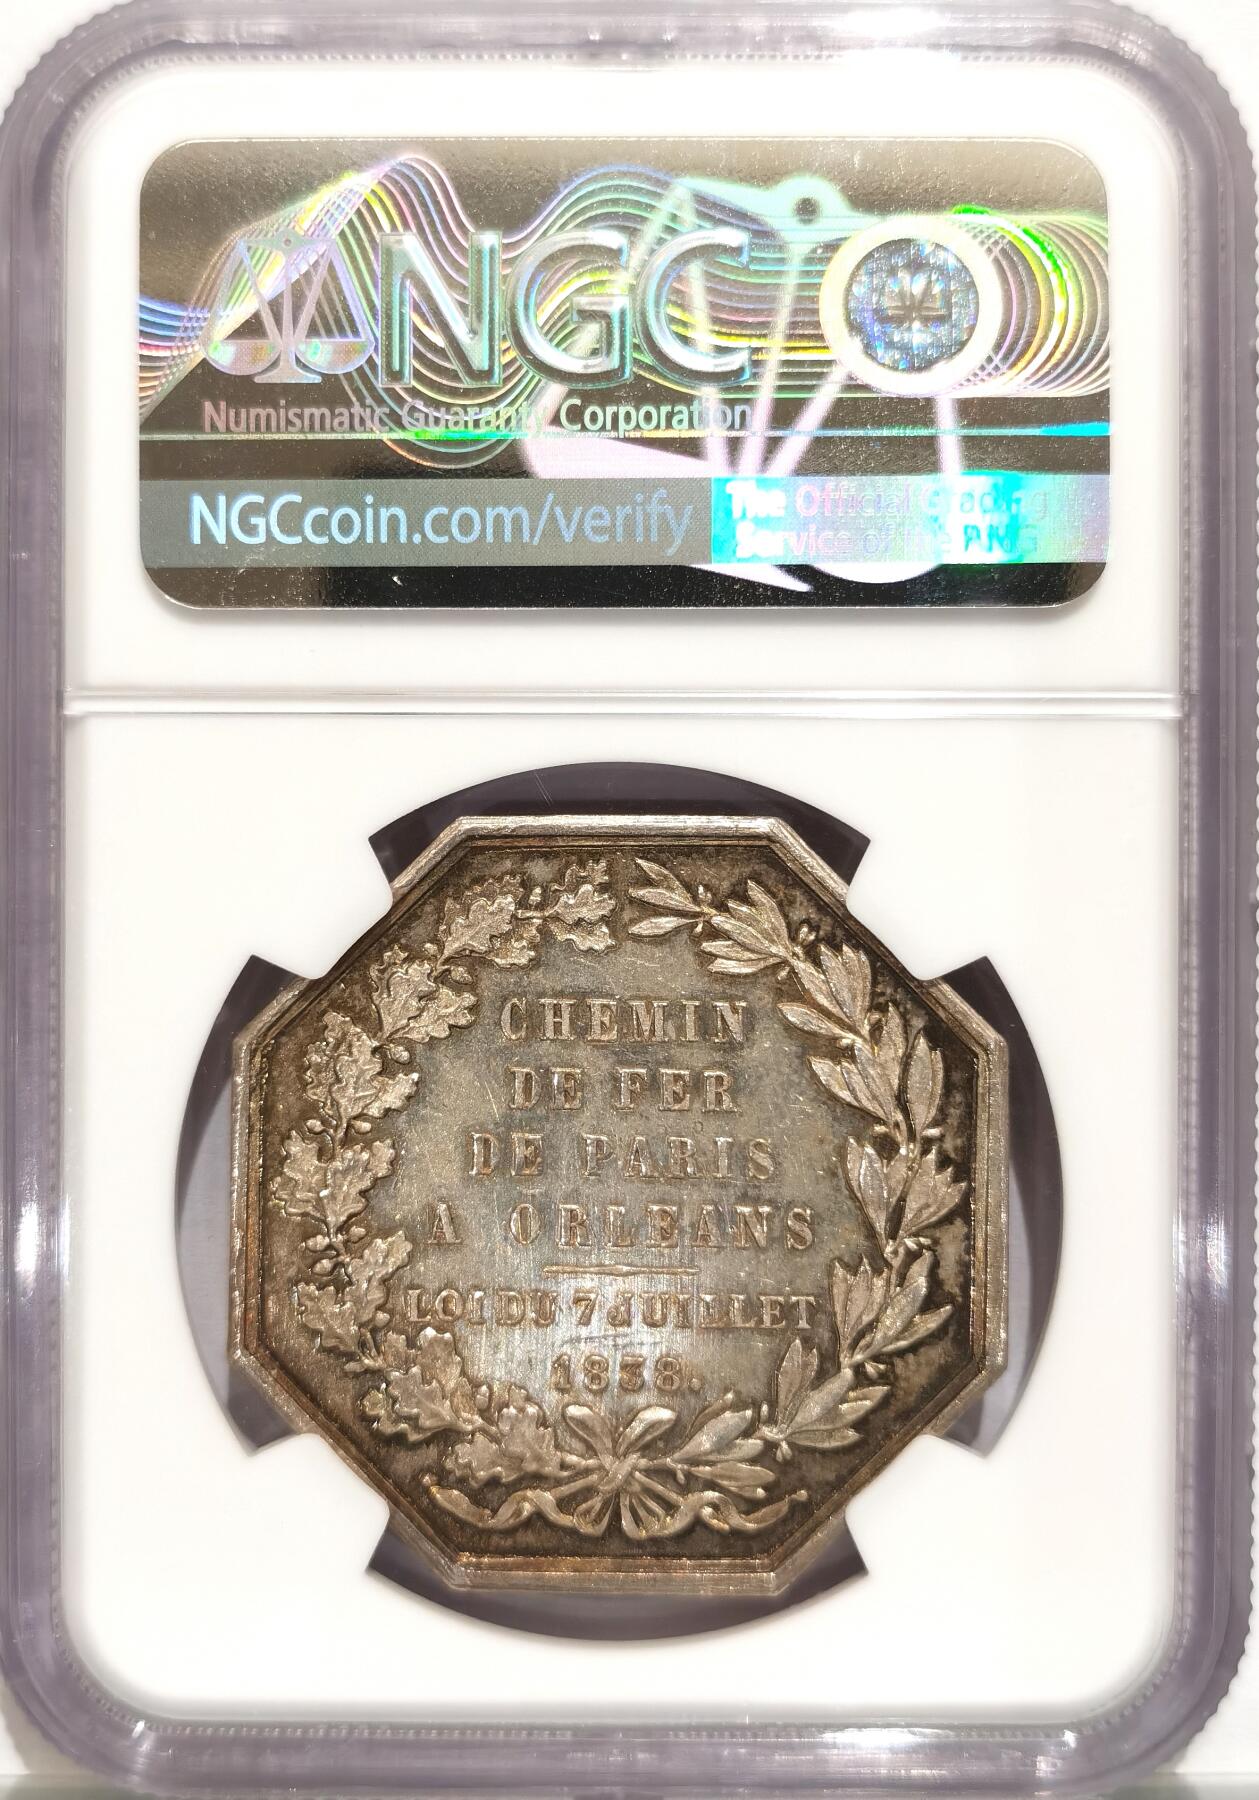 NGC
Numismatic Guaranty Corporation
NGCcoin.com/verify
The Official Grading
Service of the PNG
CHEMIN
DE FER
DE PARIS
A ORLEANS
LOI DU 7 JUILLET
1838.